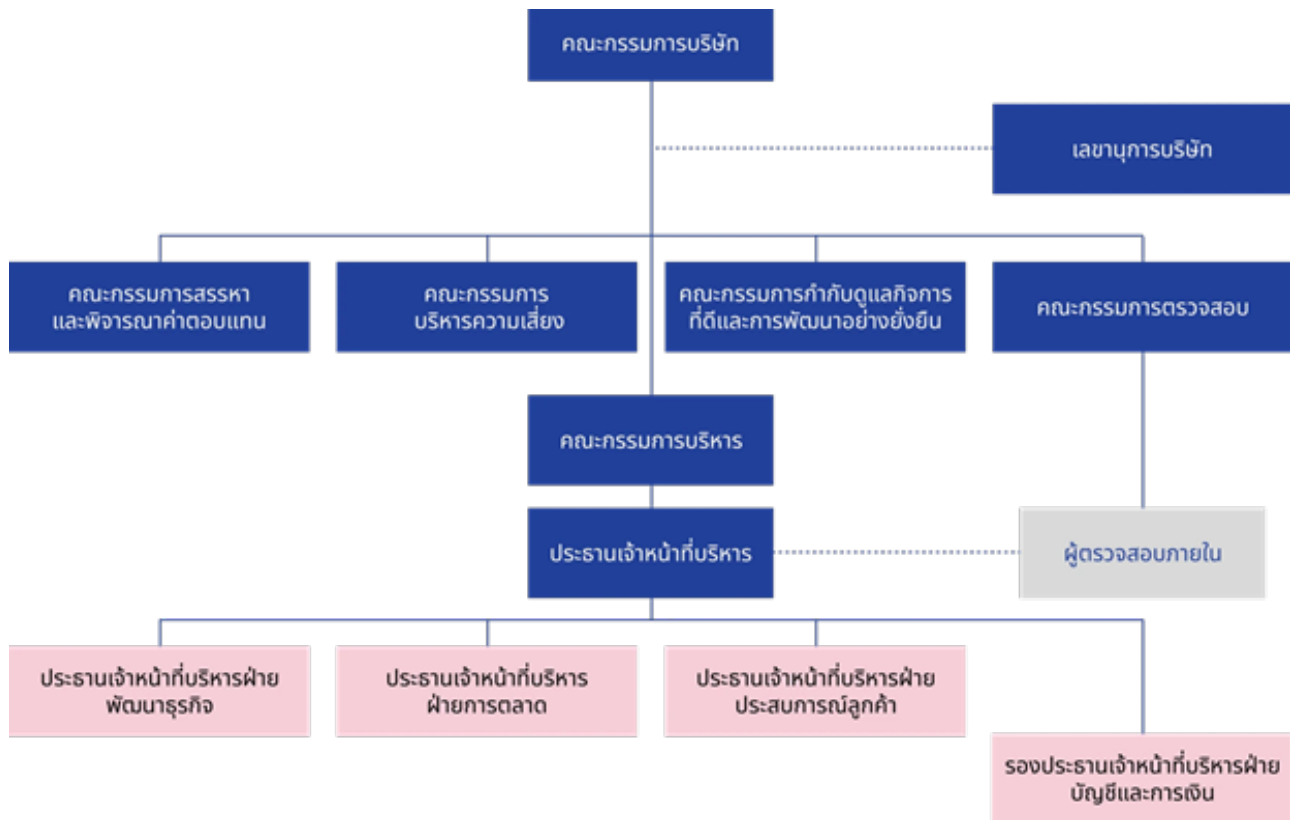 คณะกรรมการบริษัท
เลขานุการบริษัท
คณะกรรมการสรรหา
และพิจารณาค่าตอบแทน
คณะกรรมการ
บริหารความเสี่ยง
คณะกรรมการกำกับดูแลกิจการ
ที่ดีและการพัฒนาอย่างยั่งยืน
คณะกรรมการตรวจสอบ
คณะกรรมการบริหาร
ประธานเจ้าหน้าที่บริหาร
ผู้ตรวจสอบภายใน
ประธานเจ้าหน้าที่บริหารฝ่าย
พัฒนาธุรกิจ
ประธานเจ้าหน้าที่บริหาร
ฝ่ายการตลาด
ประธานเจ้าหน้าที่บริหารฝ่าย
ประสบการณ์ลูกค้า
รองประธานเจ้าหน้าที่บริหารฝ่าย
บัญชีและการเงิน